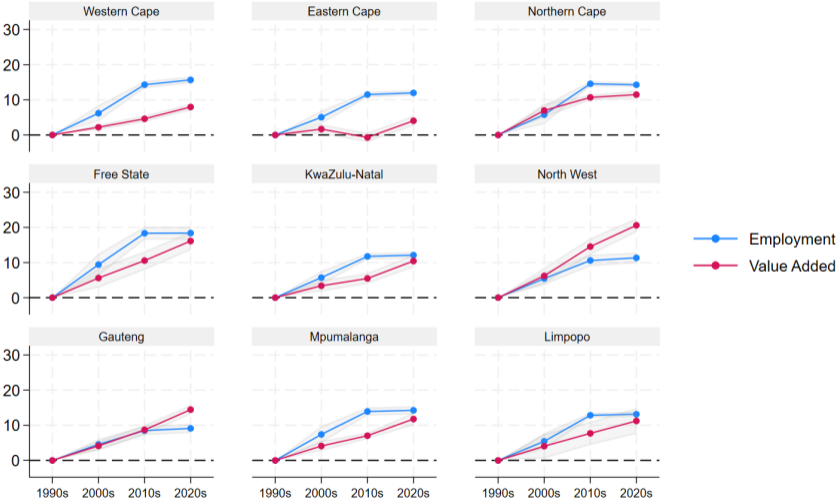 Western Cape
Eastern Cape
Northern Cape
30
20
10
0
Free State
KwaZulu-Natal
North West
30
20
10
0
Employment
Value Added
Gauteng
Mpumalanga
Limpopo
30
20
10
0
1990s 2000s 2010s 2020s
1990s 2000s 2010s 2020s
1990s 2000s 2010s 2020s